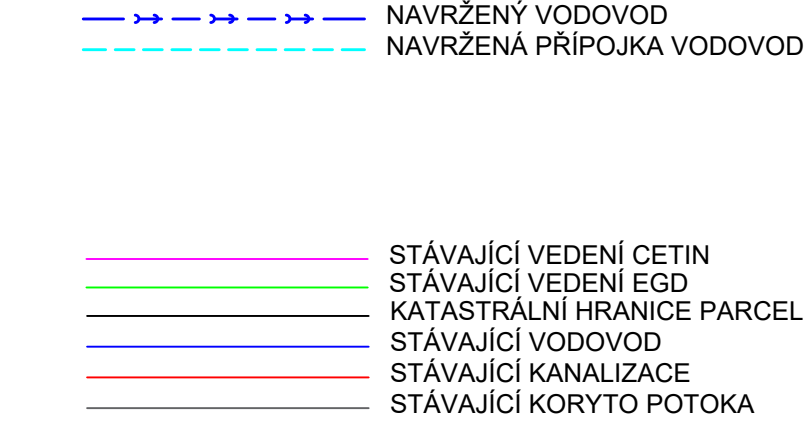 NAVRŽENÝ VODOVOD
NAVRŽENÁ PŘÍPOJKA VODOVOD
STÁVAJÍCÍ VEDENÍ CETIN
STÁVAJÍCÍ VEDENÍ EGD
KATASTRÁLNÍ HRANICE PARCEL
STÁVAJÍCÍ VODOVOD
STÁVAJÍCÍ KANALIZACE
STÁVAJÍCÍ KORYTO POTOKA